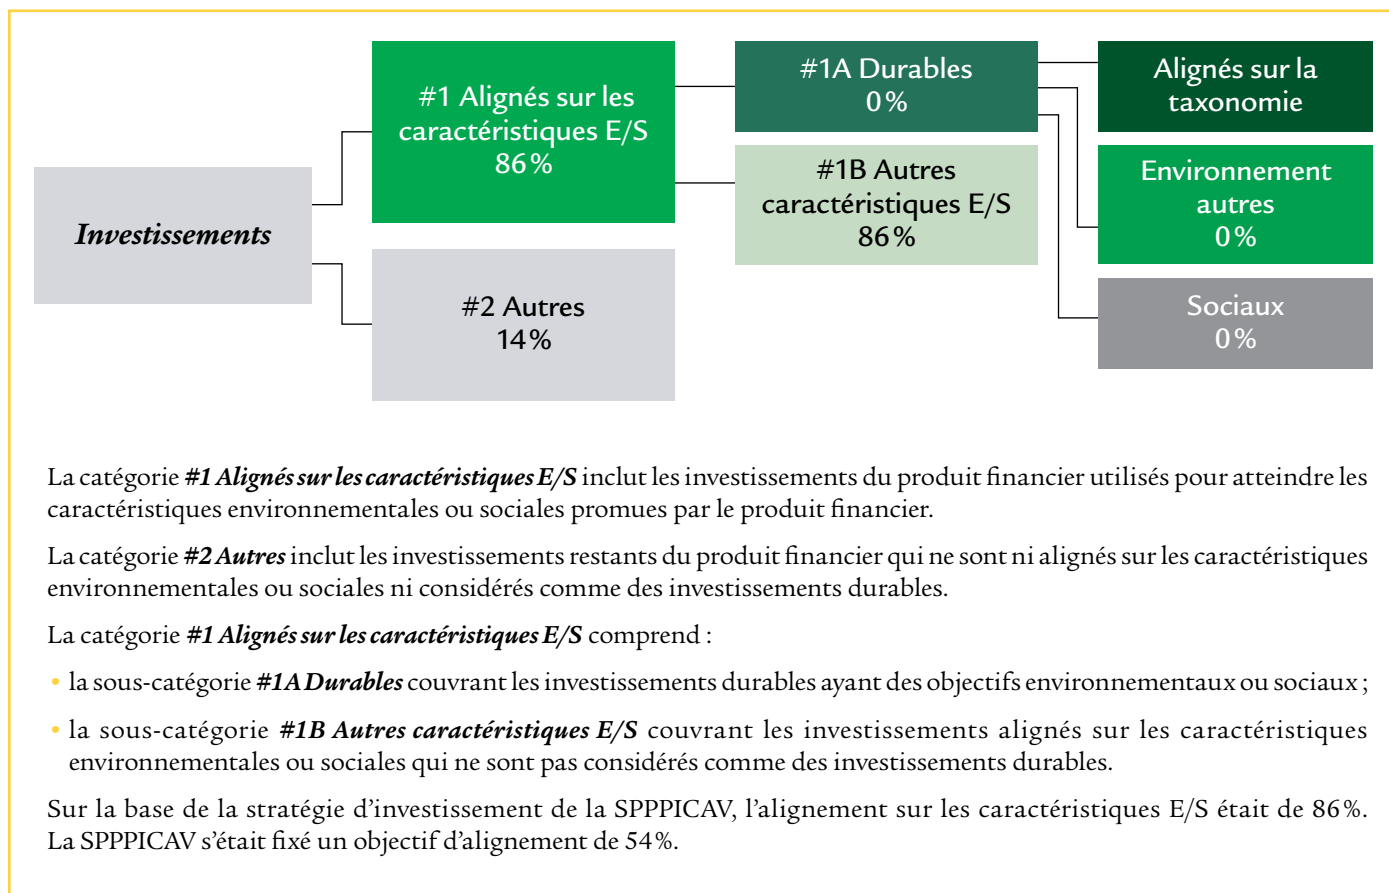 Investissements
#1 Alignés sur les
caractéristiques E/S
86 %
#2 Autres
14 %
#1A Durables
0 %
#1B Autres
caractéristiques E/S
86 %
Alignés sur la
taxonomie
Environnement
autres
0 %
Sociaux
0 %
La catégorie #1 Alignés sur les caractéristiques E/S inclut les investissements du produit financier utilisés pour atteindre les
caractéristiques environnementales ou sociales promues par le produit financier.
La catégorie #2 Autres inclut les investissements restants du produit financier qui ne sont ni alignés sur les caractéristiques
environnementales ou sociales ni considérés comme des investissements durables.
La catégorie #1 Alignés sur les caractéristiques E/S comprend :
• la sous-catégorie #1A Durables couvrant les investissements durables ayant des objectifs environnementaux ou sociaux ;
• la sous-catégorie #1B Autres caractéristiques E/S couvrant les investissements alignés sur les caractéristiques
environnementales ou sociales qui ne sont pas considérés comme des investissements durables.
Sur la base de la stratégie d’investissement de la SPPPICAV, l’alignement sur les caractéristiques E/S était de 86 %.
La SPPPICAV s’était fixé un objectif d’alignement de 54 %.